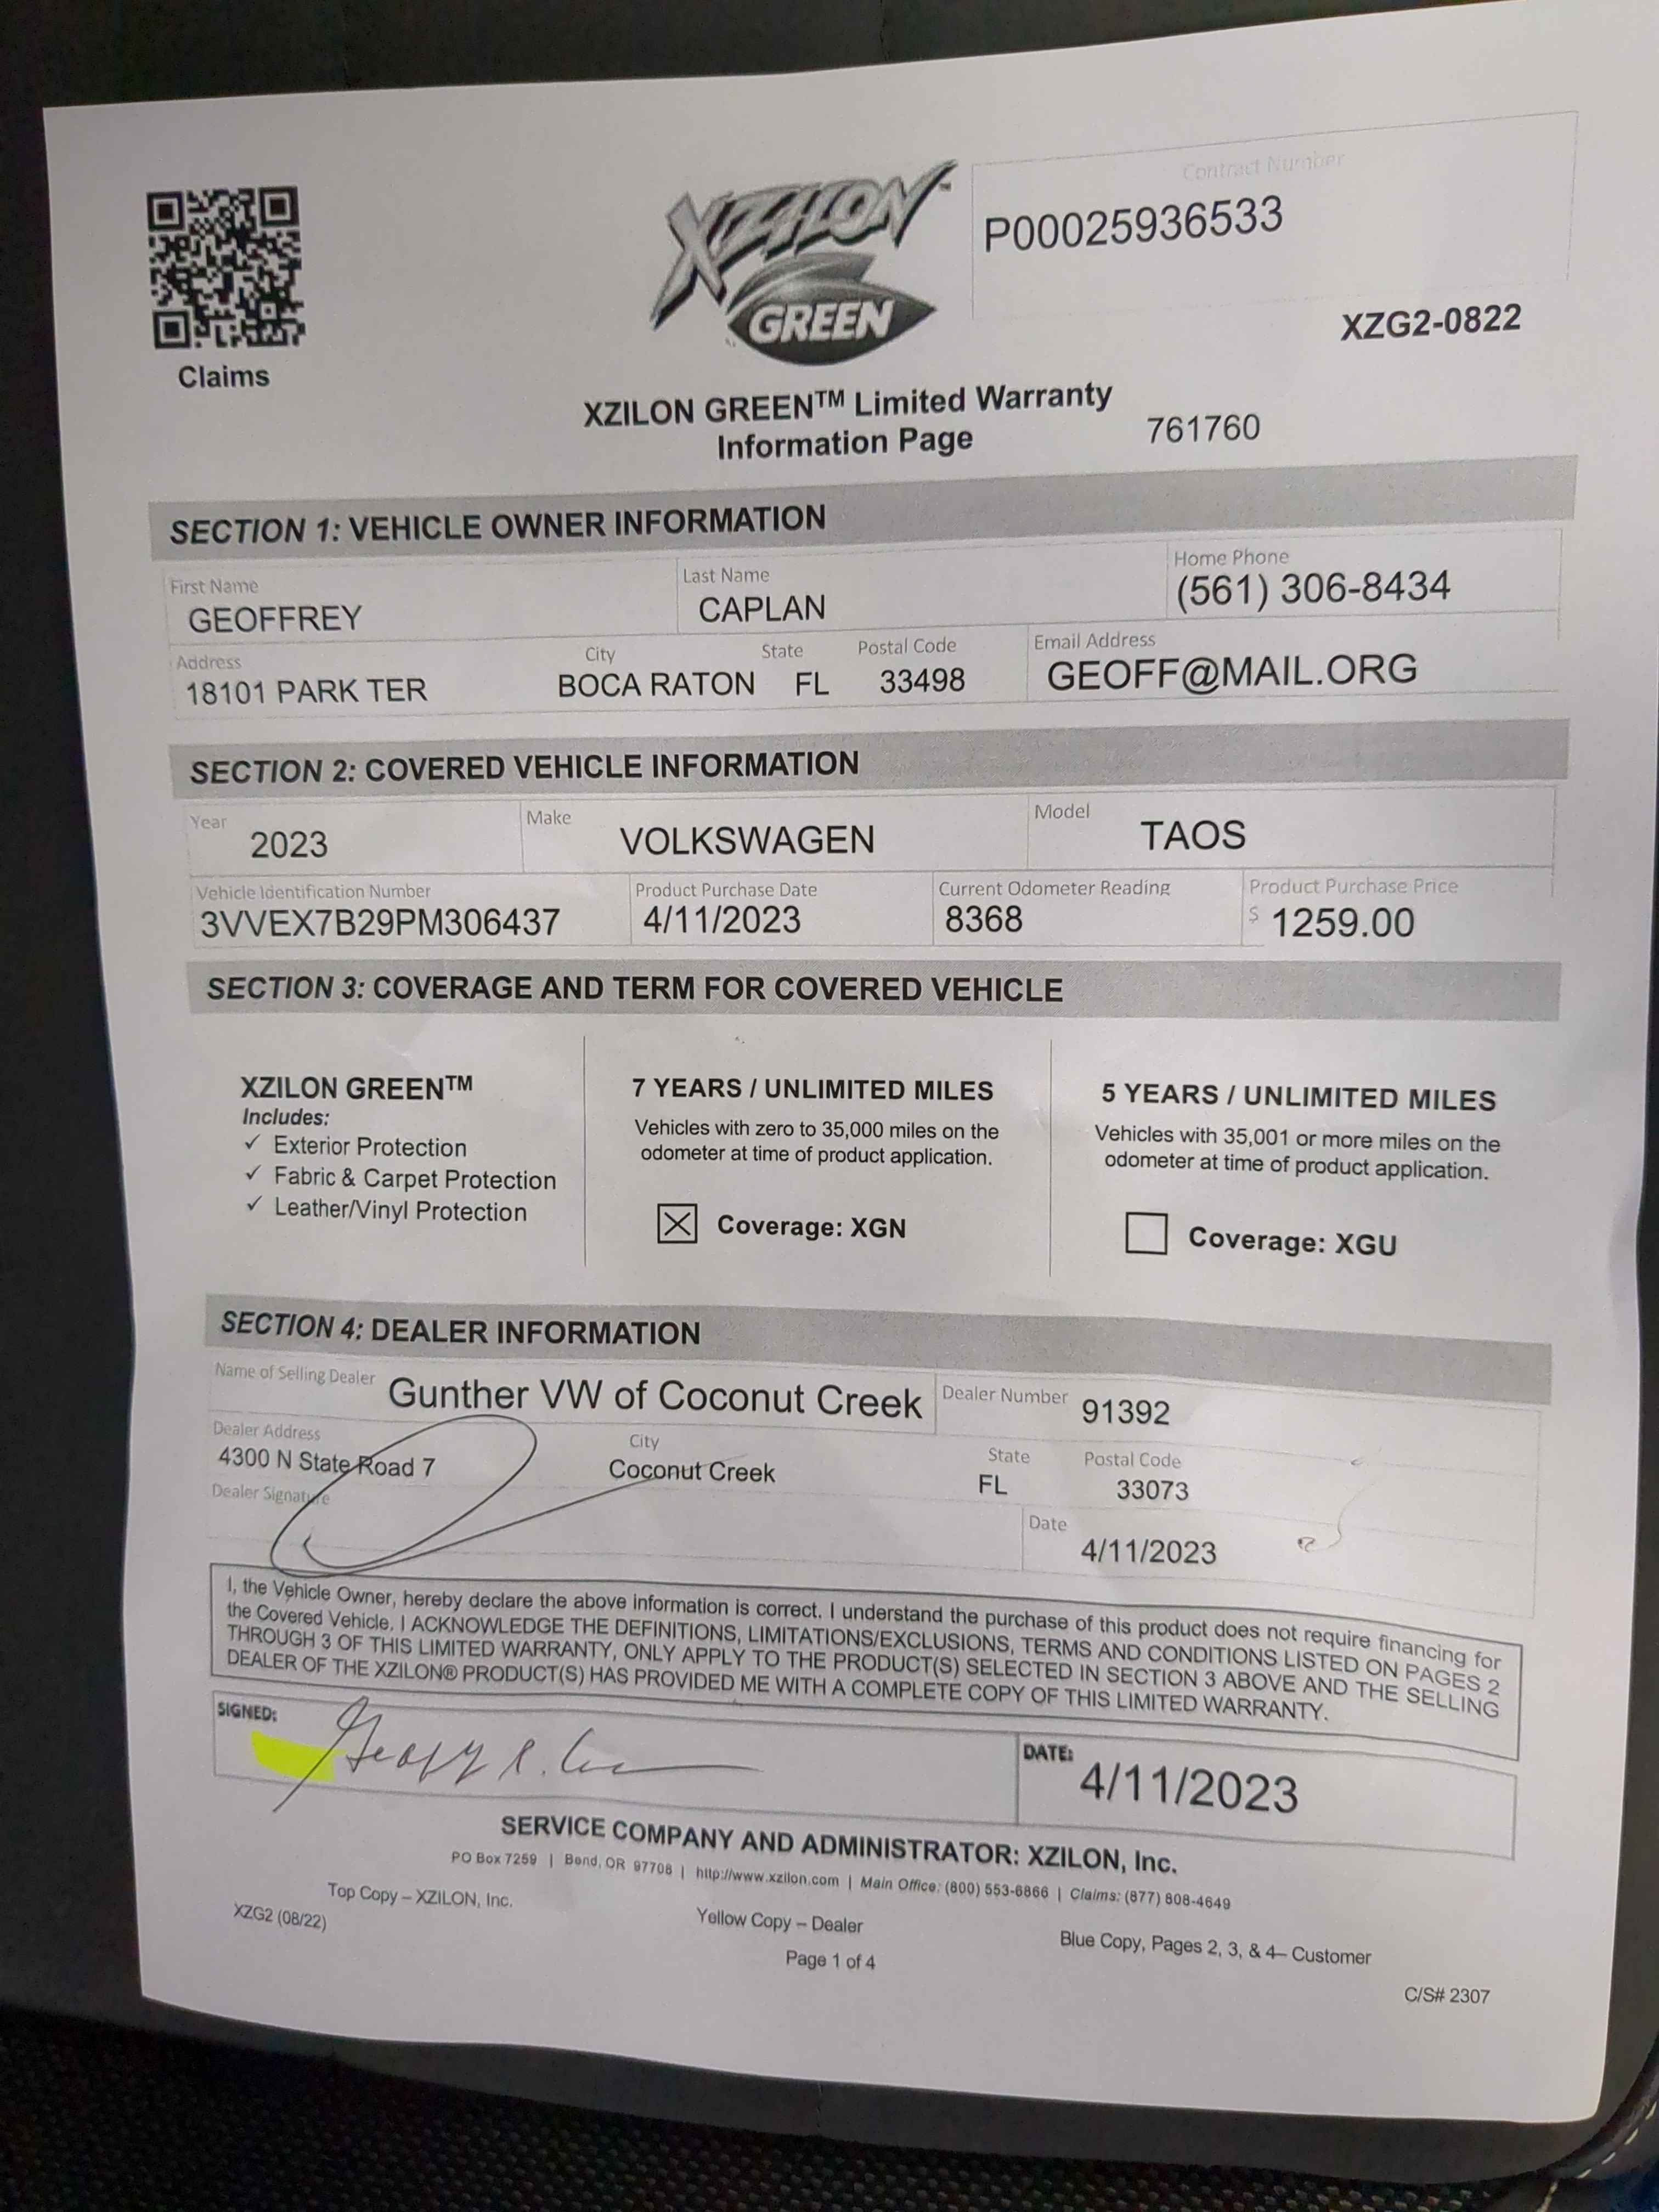 Contract Number
XZILON™
GREEN
P00025936533
Claims
XZG2-0822
XZILON GREEN™ Limited Warranty
Information Page
761760
SECTION 1: VEHICLE OWNER INFORMATION
First Name Last Name Home Phone
GEOFFREY CAPLAN (561) 306-8434
Address City State Postal Code Email Address
18101 PARK TER BOCA RATON FL 33498 GEOFF@MAIL.ORG
SECTION 2: COVERED VEHICLE INFORMATION
Year Make Model
2023 VOLKSWAGEN TAOS
Vehicle Identification Number Product Purchase Date Current Odometer Reading Product Purchase Price
3VVEX7B29PM306437 4/11/2023 8368 $ 1259.00
SECTION 3: COVERAGE AND TERM FOR COVERED VEHICLE
XZILON GREEN™
Includes:
✓ Exterior Protection
✓ Fabric & Carpet Protection
✓ Leather/Vinyl Protection
7 YEARS / UNLIMITED MILES
Vehicles with zero to 35,000 miles on the
odometer at time of product application.
☒ Coverage: XGN
5 YEARS / UNLIMITED MILES
Vehicles with 35,001 or more miles on the
odometer at time of product application.
☐ Coverage: XGU
SECTION 4: DEALER INFORMATION
Name of Selling Dealer Gunther VW of Coconut Creek Dealer Number 91392
Dealer Address City State Postal Code
4300 N State Road 7 Coconut Creek FL 33073
Dealer Signature Date
4/11/2023
I, the Vehicle Owner, hereby declare the above information is correct. I understand the purchase of this product does not require financing for
the Covered Vehicle. I ACKNOWLEDGE THE DEFINITIONS, LIMITATIONS/EXCLUSIONS, TERMS AND CONDITIONS LISTED ON PAGES 2
THROUGH 3 OF THIS LIMITED WARRANTY, ONLY APPLY TO THE PRODUCT(S) SELECTED IN SECTION 3 ABOVE AND THE SELLING
DEALER OF THE XZILON® PRODUCT(S) HAS PROVIDED ME WITH A COMPLETE COPY OF THIS LIMITED WARRANTY.
SIGNED: DATE:
4/11/2023
SERVICE COMPANY AND ADMINISTRATOR: XZILON, Inc.
PO Box 7259 | Bend, OR 97708 | http://www.xzilon.com | Main Office: (800) 553-6866 | Claims: (877) 808-4649
Top Copy – XZILON, Inc. Yellow Copy – Dealer Blue Copy, Pages 2, 3, & 4– Customer
XZG2 (08/22)
Page 1 of 4
C/S# 2307